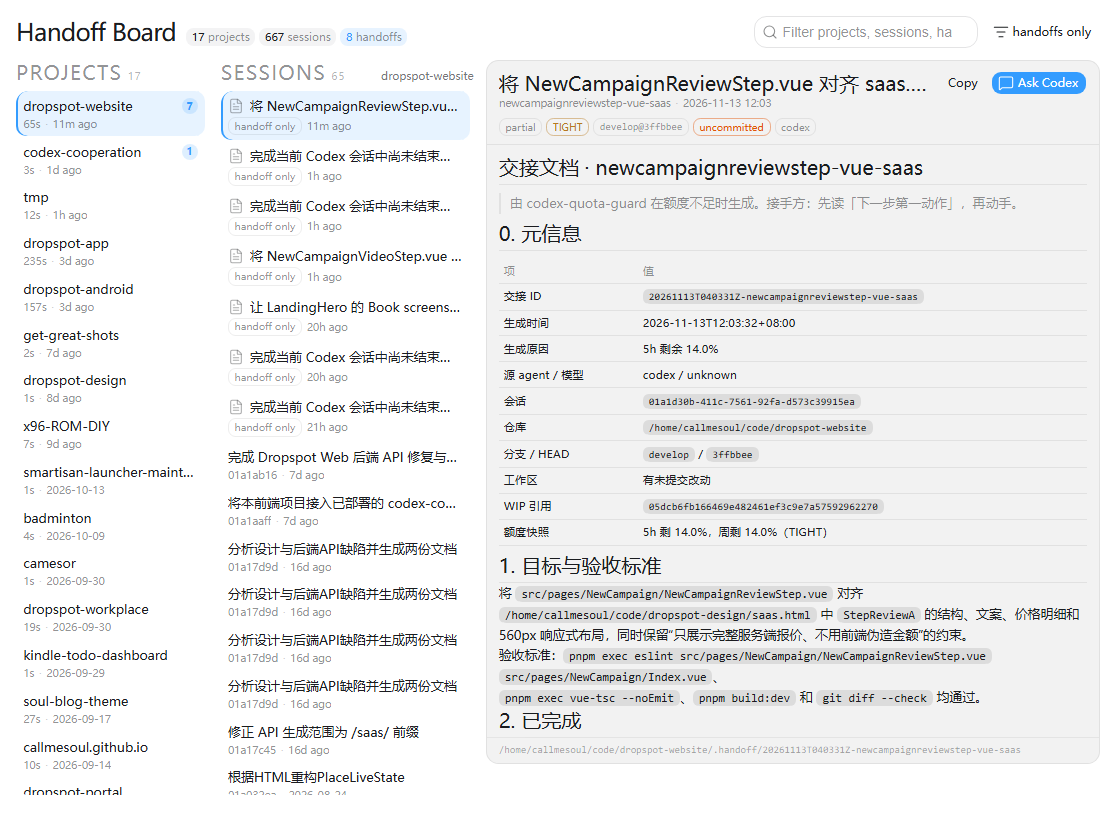 Handoff Board
17 projects
667 sessions
8 handoffs
Filter projects, sessions, ha
handoffs only
PROJECTS 17
dropspot-website
7
65s · 11m ago
codex-cooperation
1
3s · 1d ago
tmp
12s · 1h ago
dropspot-app
235s · 3d ago
dropspot-android
157s · 3d ago
get-great-shots
2s · 7d ago
dropspot-design
1s · 8d ago
x96-ROM-DIY
7s · 9d ago
smartisan-launcher-maint...
1s · 2026-10-13
badminton
4s · 2026-10-09
camesor
1s · 2026-09-30
dropspot-workplace
19s · 2026-09-30
kindle-todo-dashboard
1s · 2026-09-29
soul-blog-theme
27s · 2026-09-17
callmesoul.github.io
10s · 2026-09-14
dropspot-portal
SESSIONS 65
dropspot-website
将 NewCampaignReviewStep.vu...
handoff only 11m ago
完成当前 Codex 会话中尚未结束...
handoff only 1h ago
完成当前 Codex 会话中尚未结束...
handoff only 1h ago
将 NewCampaignVideoStep.vue ...
handoff only 1h ago
让 LandingHero 的 Book screens...
handoff only 20h ago
完成当前 Codex 会话中尚未结束...
handoff only 20h ago
完成当前 Codex 会话中尚未结束...
handoff only 21h ago
完成 Dropspot Web 后端 API 修复与...
01a1ab16 · 7d ago
将本前端项目接入已部署的 codex-co...
01a1aaff · 7d ago
分析设计与后端API缺陷并生成两份文档
01a17d9d · 16d ago
分析设计与后端API缺陷并生成两份文档
01a17d9d · 16d ago
分析设计与后端API缺陷并生成两份文档
01a17d9d · 16d ago
分析设计与后端API缺陷并生成两份文档
01a17d9d · 16d ago
修正 API 生成范围为 /saas/ 前缀
01a17c45 · 16d ago
根据HTML重构PlaceLiveState
01a032ea · 2026-08-24
将 NewCampaignReviewStep.vue 对齐 saas....
Copy
Ask Codex
newcampaignreviewstep-vue-saas · 2026-11-13 12:03
partial
TIGHT
develop@3ffbbee
uncommitted
codex
交接文档 · newcampaignreviewstep-vue-saas
由 codex-quota-guard 在额度不足时生成。接手方：先读「下一步第一动作」，再动手。
0. 元信息
项 值
交接 ID 20261113T040331Z-newcampaignreviewstep-vue-saas
生成时间 2026-11-13T12:03:32+08:00
生成原因 5h 剩余 14.0%
源 agent / 模型 codex / unknown
会话 01a1d30b-411c-7561-92fa-d573c39915ea
仓库 /home/callmesoul/code/dropspot-website
分支 / HEAD develop / 3ffbbee
工作区 有未提交改动
WIP 引用 05dcb6fb166469e482461ef3c9e7a57592962270
额度快照 5h 剩 14.0%，周剩 14.0%（TIGHT）
1. 目标与验收标准
将 src/pages/NewCampaign/NewCampaignReviewStep.vue 对齐
/home/callmesoul/code/dropspot-design/saas.html 中 StepReviewA 的结构、文案、价格明细和
560px 响应式布局，同时保留“只展示完整服务端报价、不用前端伪造金额”的约束。
验收标准：pnpm exec eslint src/pages/NewCampaign/NewCampaignReviewStep.vue
src/pages/NewCampaign/Index.vue、
pnpm exec vue-tsc --noEmit、pnpm build:dev 和 git diff --check 均通过。
2. 已完成
/home/callmesoul/code/dropspot-website/.handoff/20261113T040331Z-newcampaignreviewstep-vue-saas